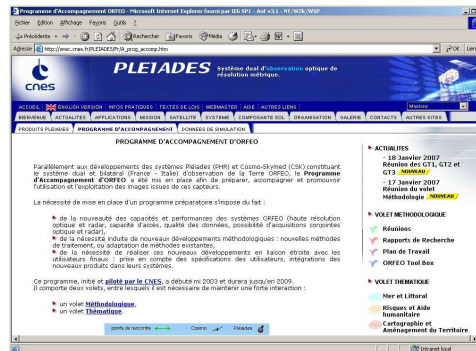 Programme d'Accompagnement ORFEO - Microsoft Internet Explorer fourni par IES SP1 - Aut v3.1 - NT/W2k/WXP
Fichier Edition Affichage Favoris Outils ?
Précédente Rechercher Favoris Média
Adresse http://smsc.cnes.fr/PLEIADES/Fr/A_prog_accomp.htm OK Liens
cnes
PLEIADES Système dual d'observation optique de
résolution métrique.
ACCUEIL ENGLISH VERSION INFOS PRATIQUES TEXTES DE LOIS WEBMASTER AIDE AUTRES LIENS Missions
BIENVENUE ACTUALITES APPLICATIONS MISSION SATELLITE SYSTEME COMPOSANTE SOL ORGANISATION GALERIE CONTACTS AUTRES SITES
PRODUITS PLEIADES PROGRAMME D'ACCOMPAGNEMENT DONNEES DE SIMULATION
PROGRAMME D'ACCOMPAGNEMENT D'ORFEO
Parallèlement aux développements des systèmes Pléiades (PHR) et Cosmo-Skymed (CSK) constituant
le système dual et bilatéral (France - Italie) d'observation de la Terre ORFEO, le Programme
d'Accompagnement d'ORFEO a été mis en place afin de préparer, accompagner et promouvoir
l'utilisation et l'exploitation des images issues de ces capteurs.
La nécessité de mise en place d'un programme préparatoire s'impose du fait :
de la nouveauté des capacités et performances des systèmes ORFEO (haute résolution
optique et radar, capacité d'accès, qualité des données, possibilité d'acquisitions conjointes
optique et radar),
de la nécessité induite de nouveaux développements méthodologiques : nouvelles méthodes
de traitement, ou adaptation de méthodes existantes,
de la nécessité de réaliser ces nouveaux développements en liaison étroite avec les
utilisateurs finaux : prise en compte des spécifications des utilisateurs, intégrations des
nouveaux produits dans leurs systèmes.
Ce programme, initié et piloté par le CNES, a débuté mi 2003 et durera jusqu'en 2009.
Il comporte deux volets, entre lesquels il est nécessaire de maintenir une forte interaction :
un volet Méthodologique,
un volet Thématique.
points de rencontre Cosmo Pléiades
ACTUALITES
- 18 Janvier 2007
Réunion des GT1, GT2 et
GT3 NOUVEAU
- 17 Janvier 2007
Réunion du volet
Méthodologie NOUVEAU
VOLET METHODOLOGIQUE
Réunions
Rapports de Recherche
Plan de Travail
ORFEO Tool Box
VOLET THEMATIQUE
Mer et Littoral
Risques et Aide
humanitaire
Cartographie et
Aménagement du Territoire
Intranet local